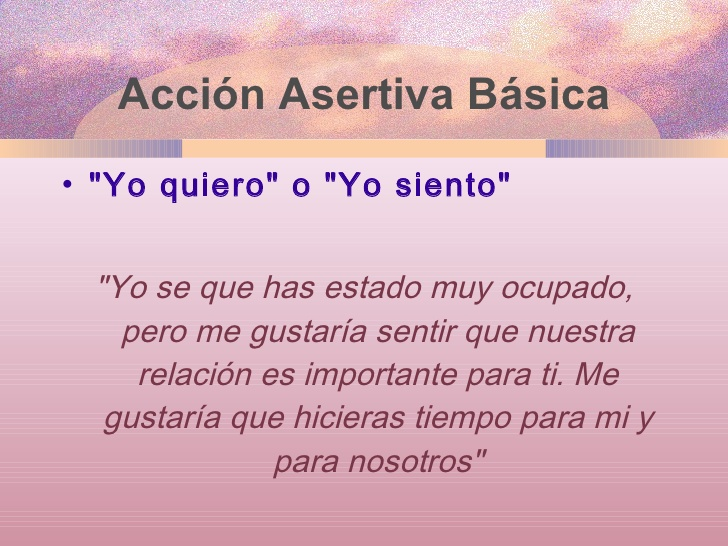 Acción Asertiva Básica
• "Yo quiero" o "Yo siento"
"Yo se que has estado muy ocupado,
pero me gustaría sentir que nuestra
relación es importante para ti. Me
gustaría que hicieras tiempo para mi y
para nosotros"